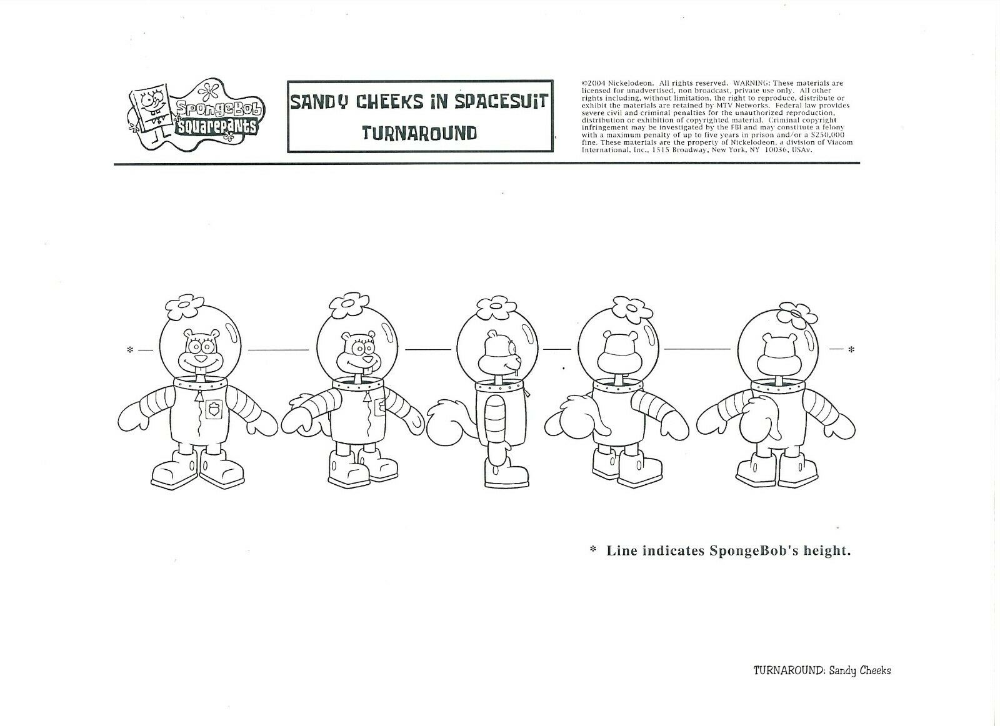 SpongeBob
SquarePants
SANDY CHEEKS IN SPACESUIT
TURNAROUND
©2004 Nickelodeon. All rights reserved. WARNING: These materials are
licensed for unadvertised, non broadcast, private use only. All other
rights including, without limitation, the right to reproduce, distribute or
exhibit the materials are retained by MTV Networks. Federal law provides
severe civil and criminal penalties for the unauthorized reproduction,
distribution or exhibition of copyrighted material. Criminal copyright
infringement may be investigated by the FBI and may constitute a felony
with a maximum penalty of up to five years in prison and/or a $250,000
fine. These materials are the property of Nickelodeon, a division of Viacom
International, Inc., 1515 Broadway, New York, NY 10036, USAv.
* Line indicates SpongeBob's height.
TURNAROUND: Sandy Cheeks